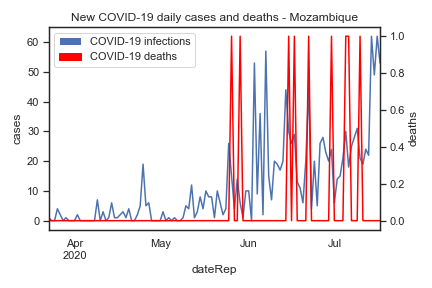 New COVID-19 daily cases and deaths - Mozambique
COVID-19 infections
COVID-19 deaths
60
50
40
30
20
10
0
cases
1.0
0.8
0.6
0.4
0.2
0.0
deaths
Apr
2020
May
Jun
Jul
dateRep